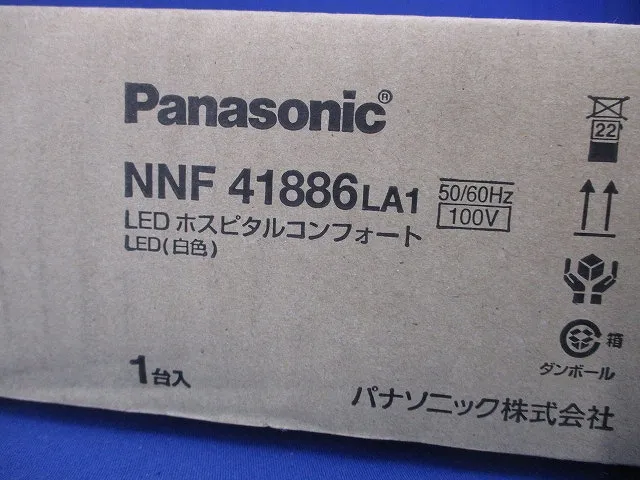 Panasonic®
NNF 41886LA1
50/60Hz
100V
LED ホスピタルコンフォート
LED(白色)
1台入
22
箱
ダンボール
パナソニック株式会社